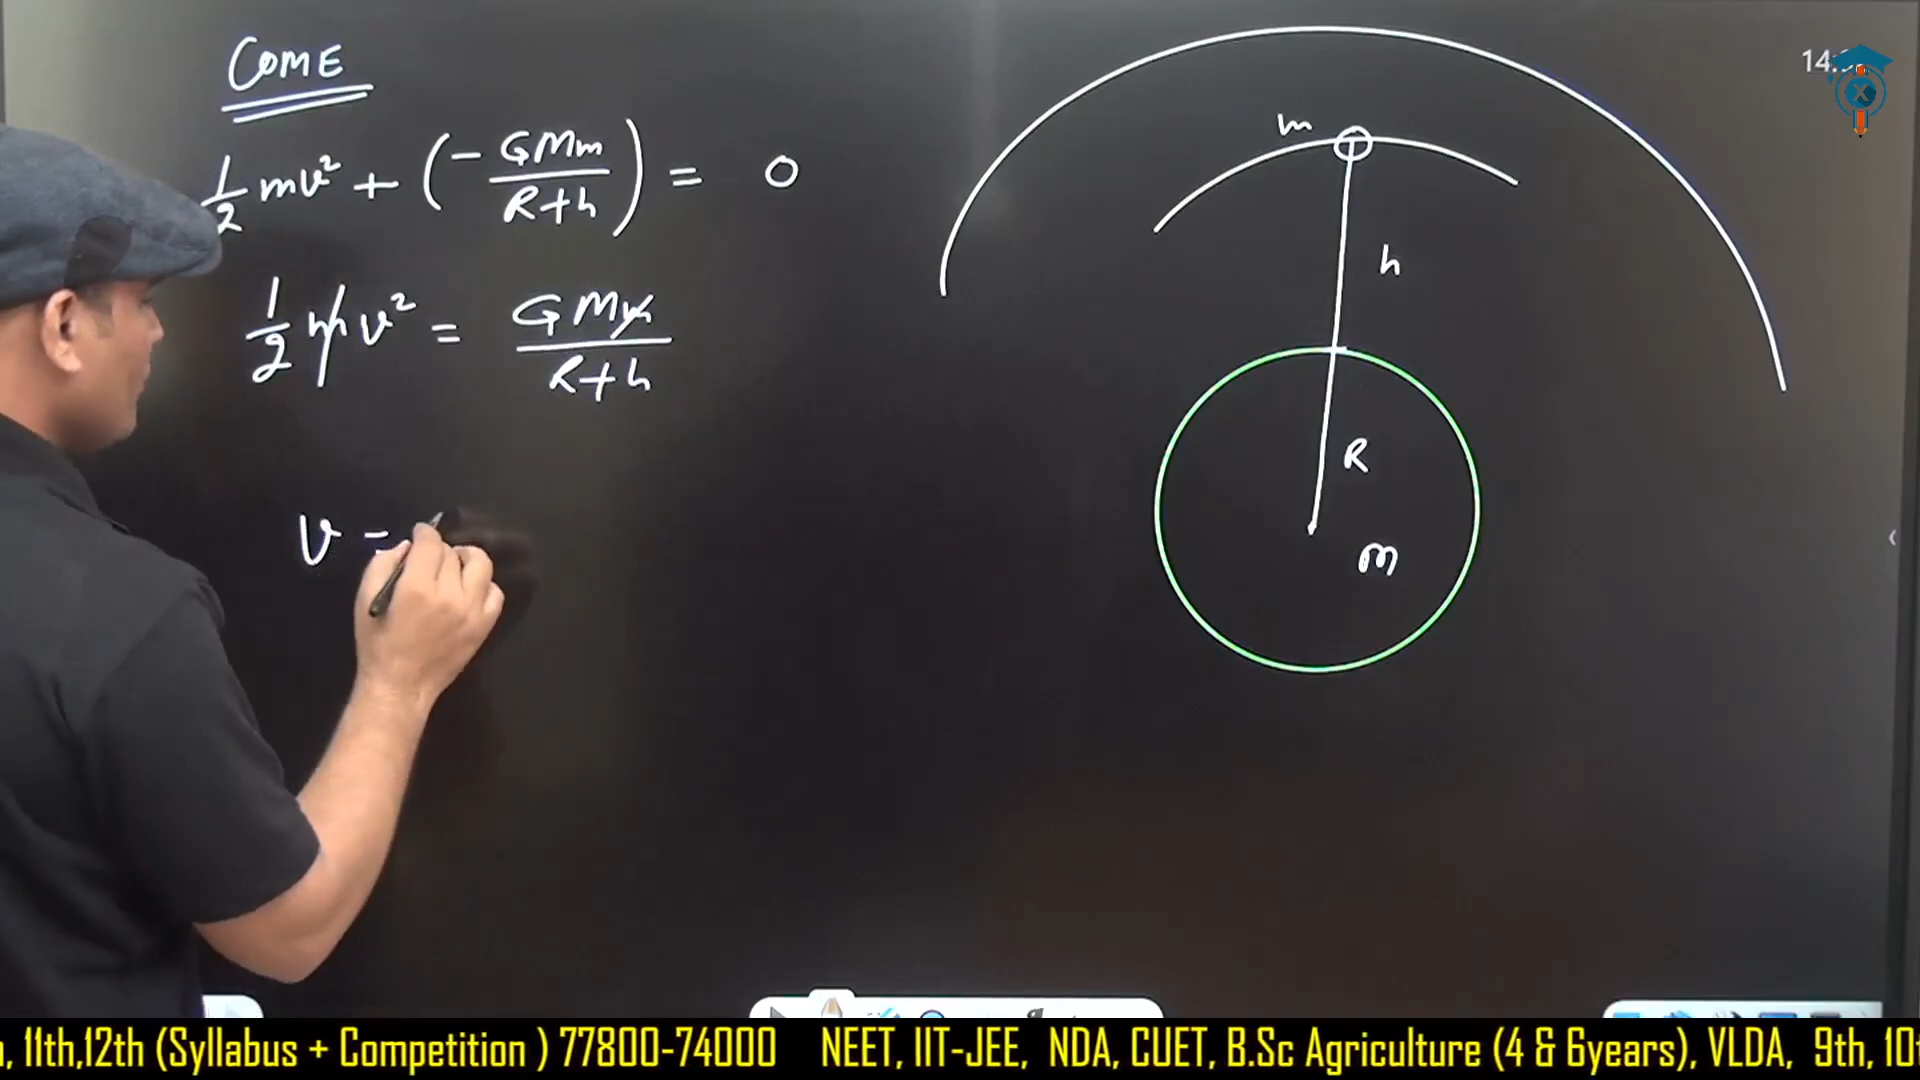 COME
1/2 mv² + (- GMm / R+h) = 0
1/2 mv² = GMm / R+h
v =
m
h
R
M
14:
X
, 11th,12th (Syllabus + Competition ) 77800-74000 NEET, IIT-JEE, NDA, CUET, B.Sc Agriculture (4 & 6years), VLDA, 9th, 10